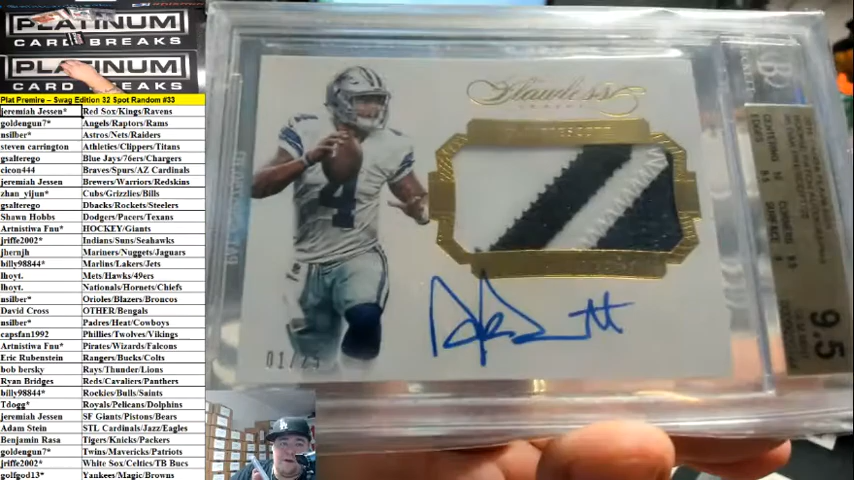 PLATINUM
CARD BREAKS
PLATINUM
CARD BREAKS
Plat Premire – Swag Edition 32 Spot Random #33
jeremiah Jessen* Red Sox/Kings/Ravens
goldengun7* Angels/Raptors/Rams
nsilber* Astros/Nets/Raiders
steven carrington Athletics/Clippers/Titans
gsalterego Blue Jays/76ers/Chargers
cicon444 Braves/Spurs/AZ Cardinals
jeremiah Jessen Brewers/Warriors/Redskins
zhan_yijun* Cubs/Grizzlies/Bills
gsalterego Dbacks/Rockets/Steelers
Shawn Hobbs Dodgers/Pacers/Texans
Artnistiwa Fnu* HOCKEY/Giants
jriffe2002* Indians/Suns/Seahawks
jhernjh Mariners/Nuggets/Jaguars
billy98844* Marlins/Lakers/Jets
lhoyt. Mets/Hawks/49ers
lhoyt. Nationals/Hornets/Chiefs
nsilber* Orioles/Blazers/Broncos
David Cross OTHER/Bengals
nsilber* Padres/Heat/Cowboys
capsfan1992 Phillies/Twolves/Vikings
Artnistiwa Fnu* Pirates/Wizards/Falcons
Eric Rubenstein Rangers/Bucks/Colts
bob bersky Rays/Thunder/Lions
Ryan Bridges Reds/Cavaliers/Panthers
billy98844* Rockies/Bulls/Saints
Tdogg* Royals/Pelicans/Dolphins
jeremiah Jessen SF Giants/Pistons/Bears
Adam Stein STL Cardinals/Jazz/Eagles
Benjamin Rasa Tigers/Knicks/Packers
goldengun7* Twins/Mavericks/Patriots
jriffe2002* White Sox/Celtics/TB Bucs
golfgod13* Yankees/Magic/Browns
Flawless
4
01/25
9.5